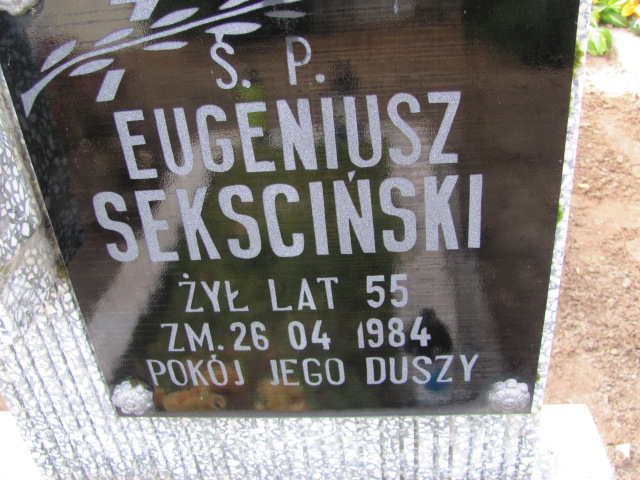 Ś. P.
EUGENIUSZ
SEKSCIŃSKI
ŻYŁ LAT 55
ZM. 26 04 1984
POKÓJ JEGO DUSZY